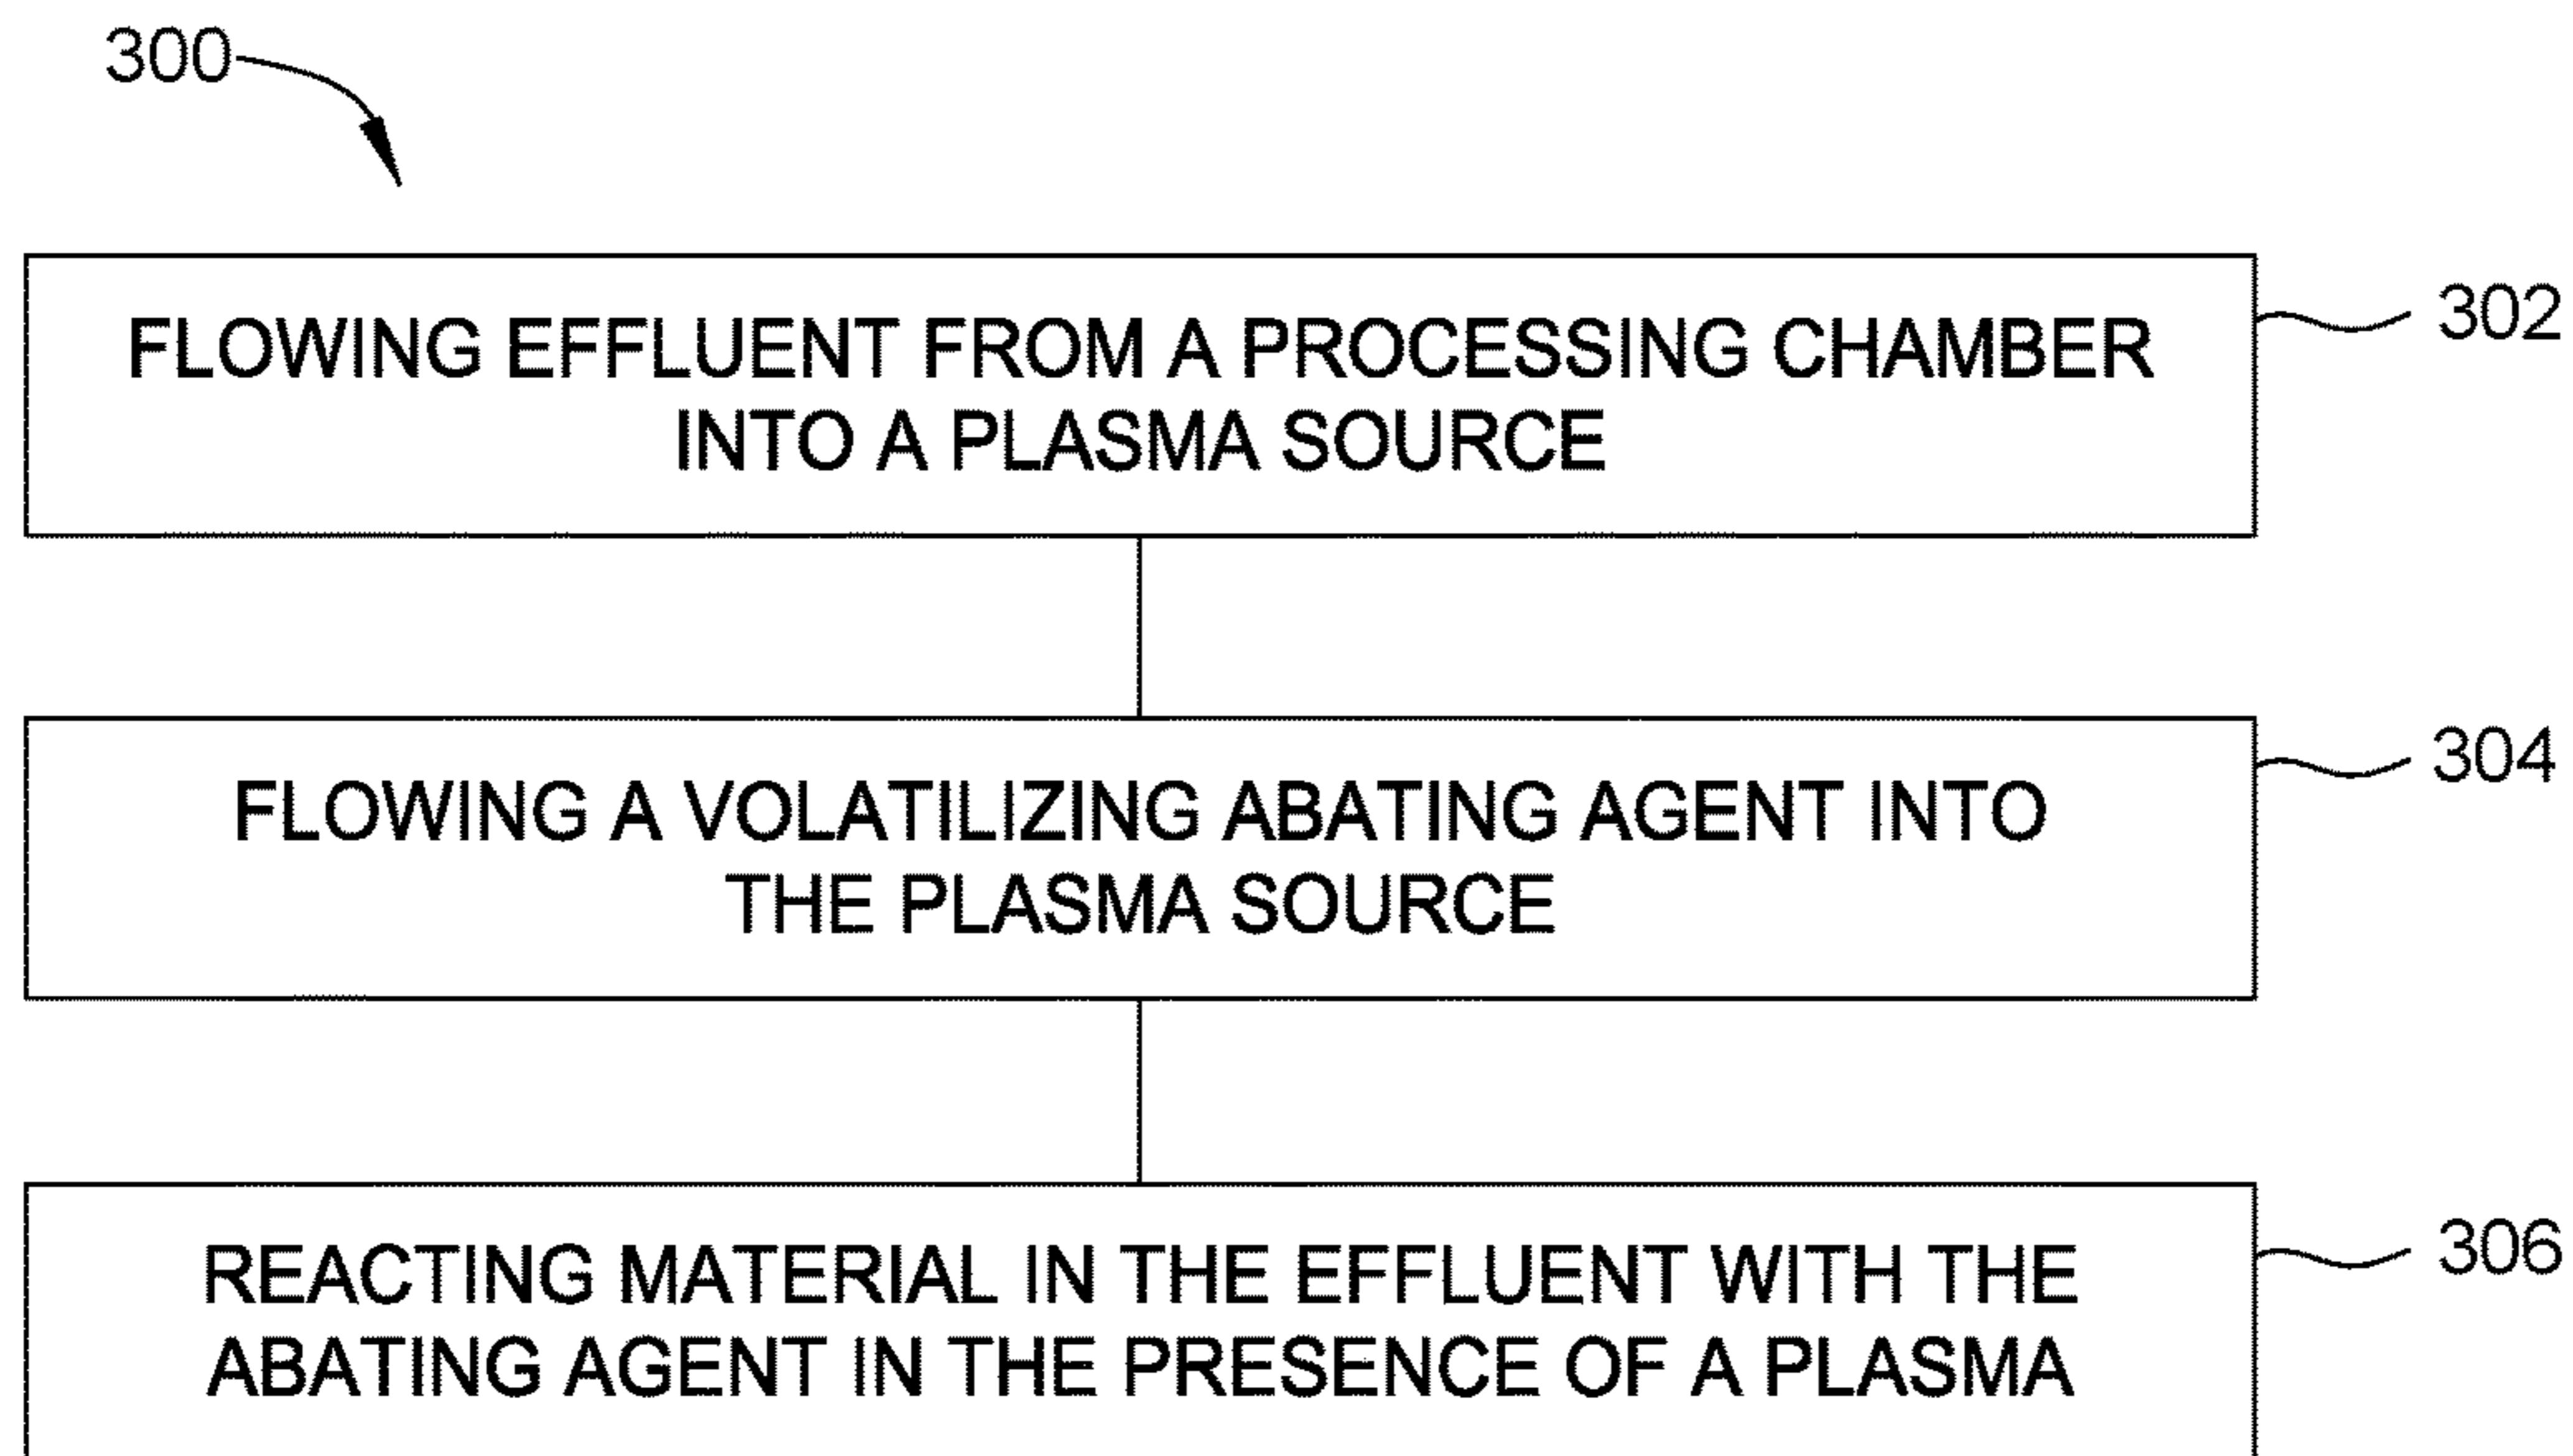 300
FLOWING EFFLUENT FROM A PROCESSING CHAMBER
INTO A PLASMA SOURCE
302
FLOWING A VOLATILIZING ABATING AGENT INTO
THE PLASMA SOURCE
304
REACTING MATERIAL IN THE EFFLUENT WITH THE
ABATING AGENT IN THE PRESENCE OF A PLASMA
306